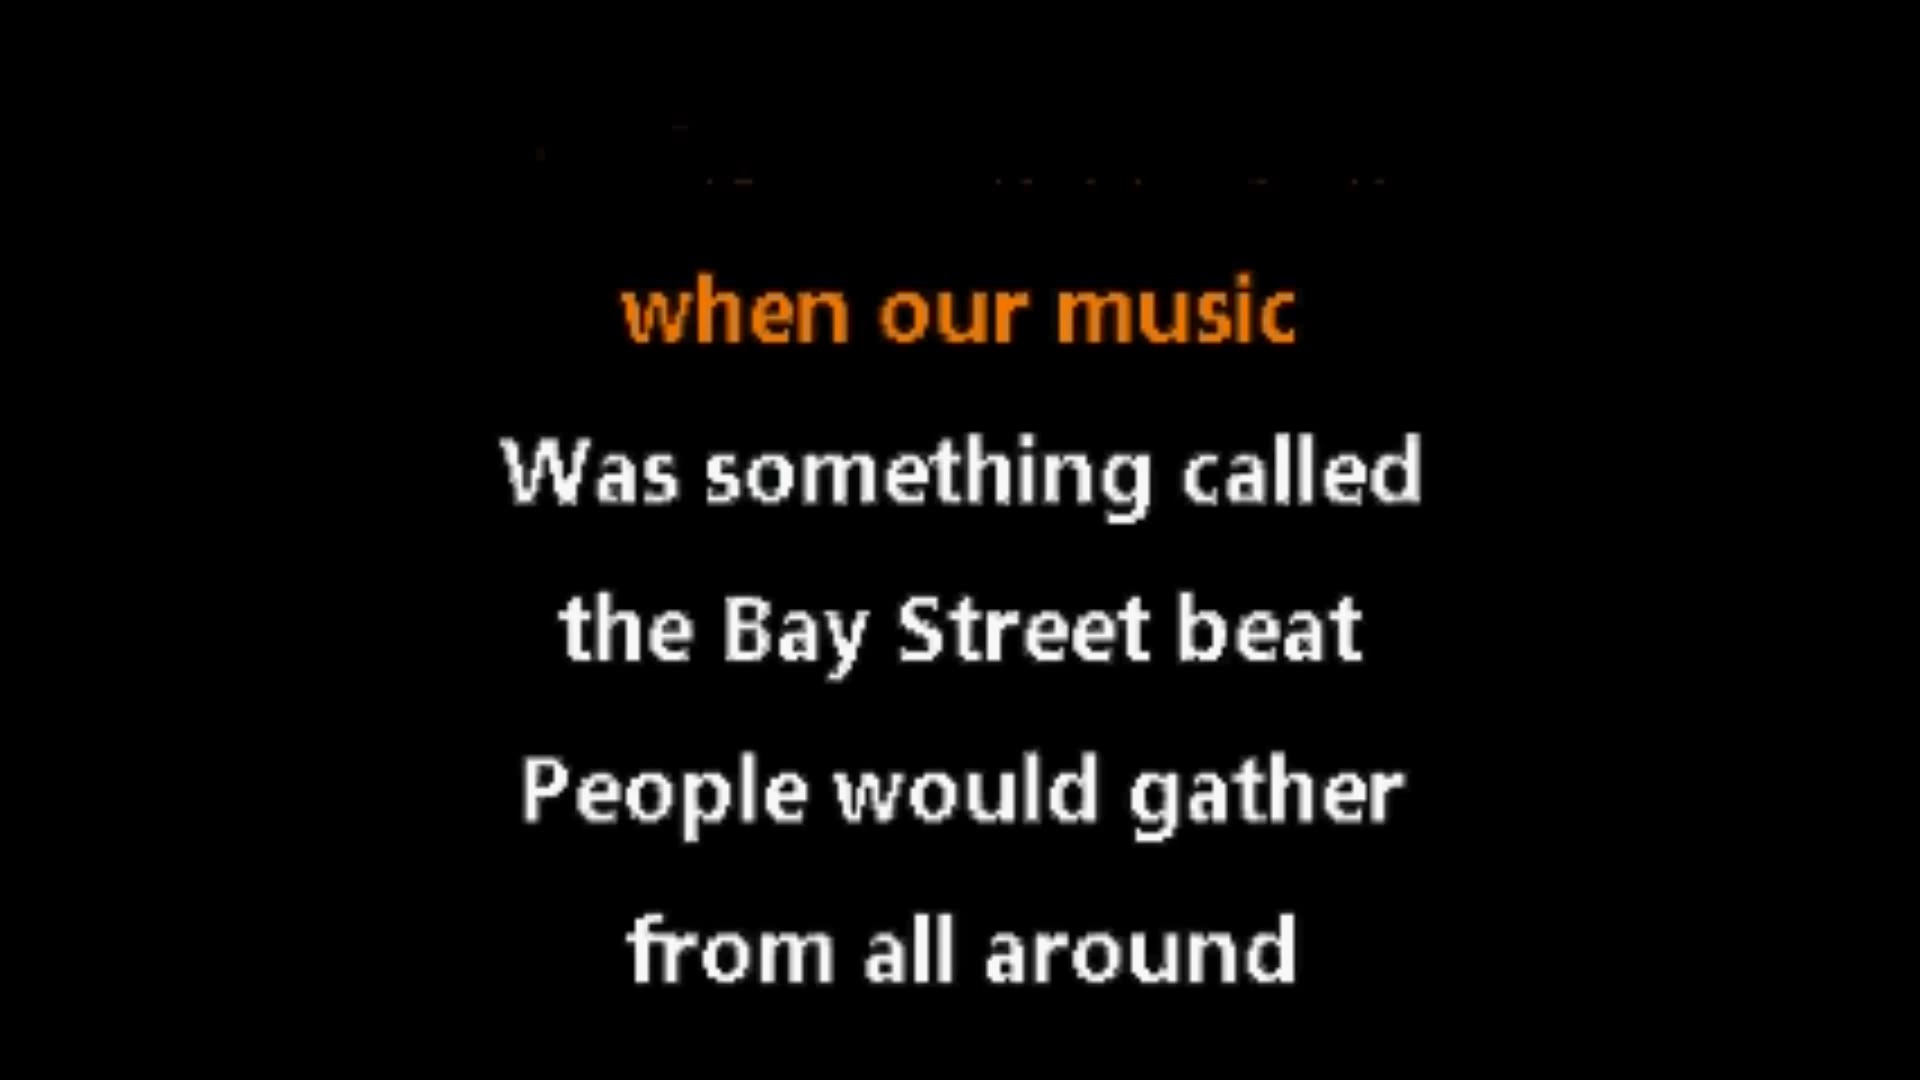 when our music
Was something called
the Bay Street beat
People would gather
from all around